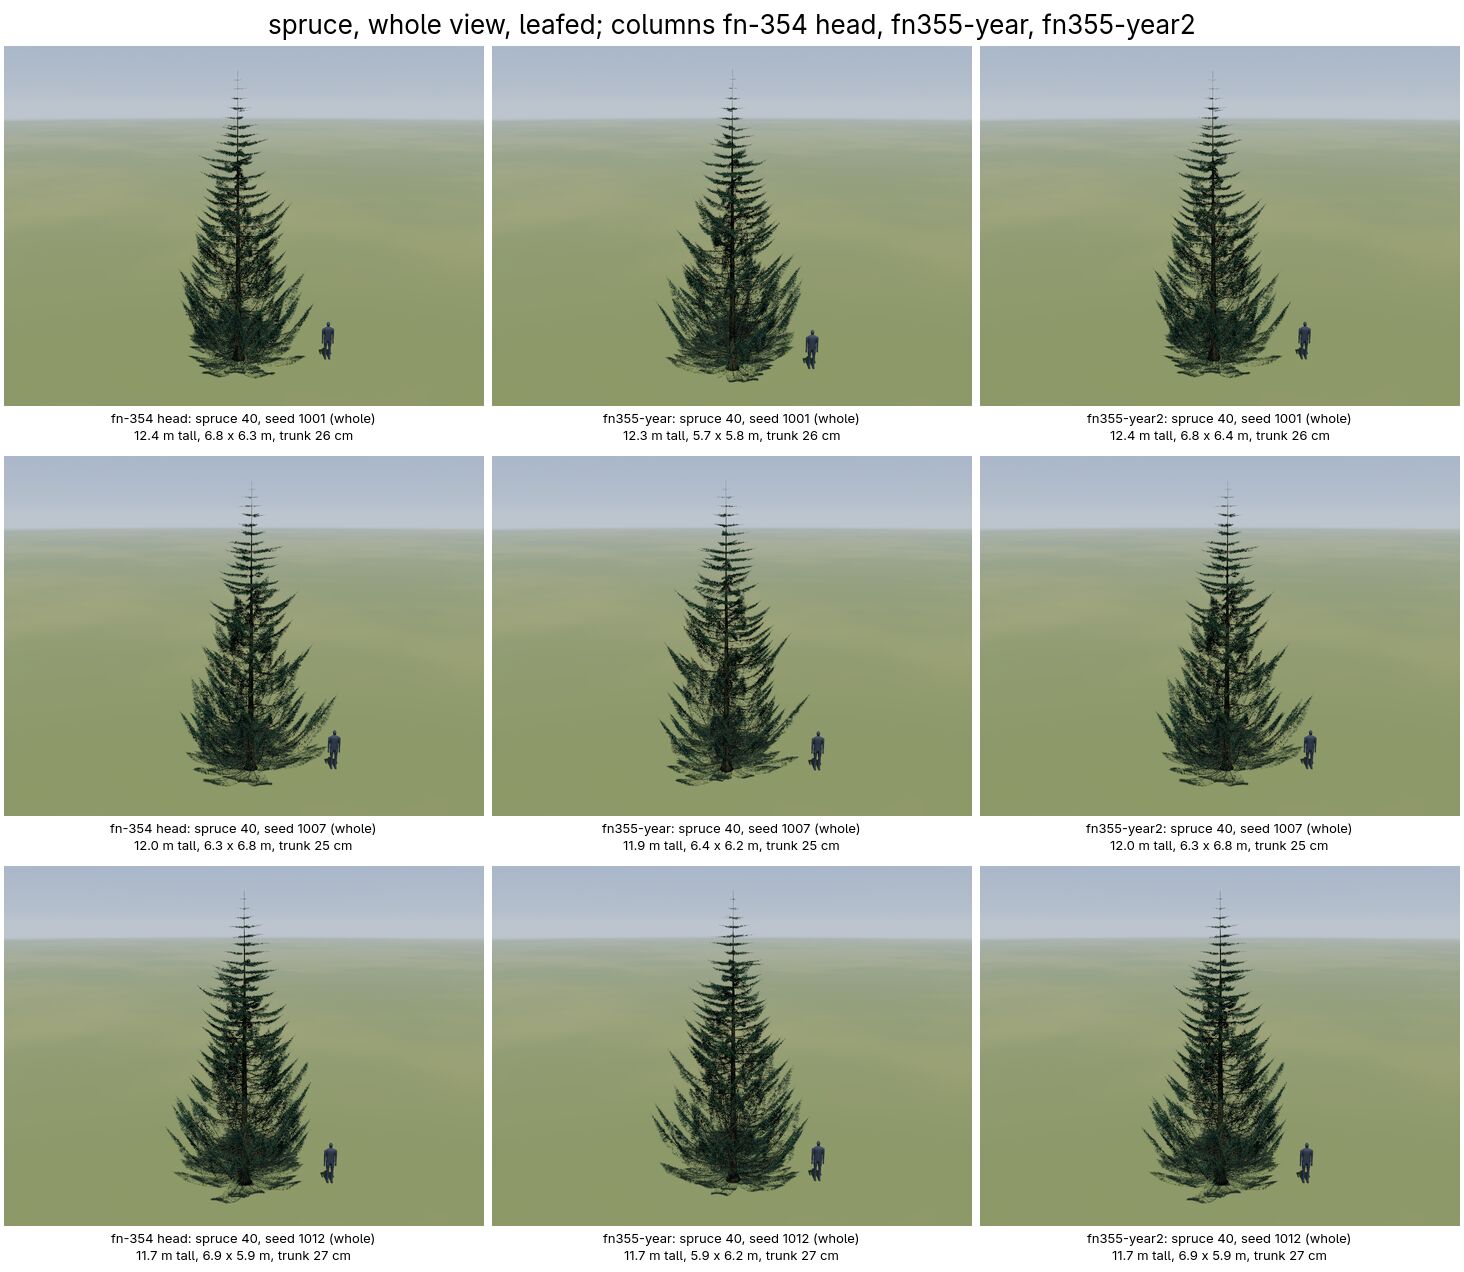 spruce, whole view, leafed; columns fn-354 head, fn355-year, fn355-year2
fn-354 head: spruce 40, seed 1001 (whole)
12.4 m tall, 6.8 x 6.3 m, trunk 26 cm
fn355-year: spruce 40, seed 1001 (whole)
12.3 m tall, 5.7 x 5.8 m, trunk 26 cm
fn355-year2: spruce 40, seed 1001 (whole)
12.4 m tall, 6.8 x 6.4 m, trunk 26 cm
fn-354 head: spruce 40, seed 1007 (whole)
12.0 m tall, 6.3 x 6.8 m, trunk 25 cm
fn355-year: spruce 40, seed 1007 (whole)
11.9 m tall, 6.4 x 6.2 m, trunk 25 cm
fn355-year2: spruce 40, seed 1007 (whole)
12.0 m tall, 6.3 x 6.8 m, trunk 25 cm
fn-354 head: spruce 40, seed 1012 (whole)
11.7 m tall, 6.9 x 5.9 m, trunk 27 cm
fn355-year: spruce 40, seed 1012 (whole)
11.7 m tall, 5.9 x 6.2 m, trunk 27 cm
fn355-year2: spruce 40, seed 1012 (whole)
11.7 m tall, 6.9 x 5.9 m, trunk 27 cm